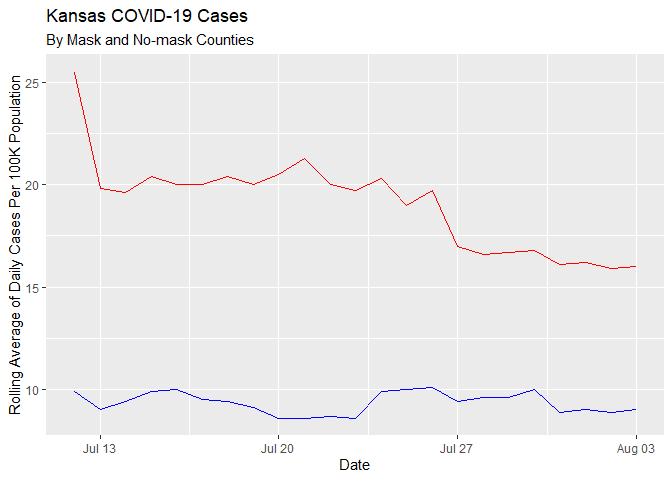 Kansas COVID-19 Cases
By Mask and No-mask Counties
Rolling Average of Daily Cases Per 100K Population
25
20
15
10
Jul 13
Jul 20
Jul 27
Aug 03
Date